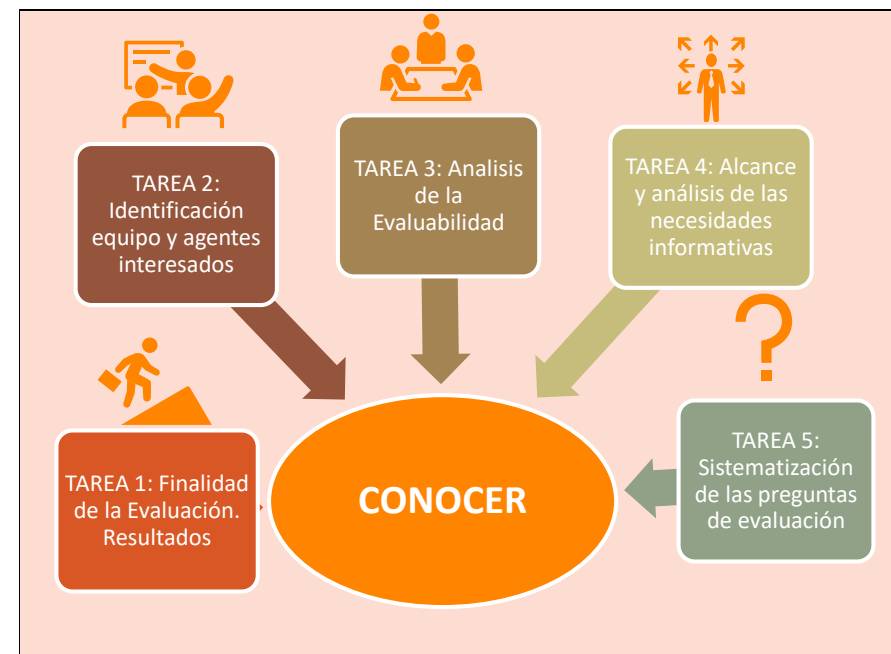 TAREA 1: Finalidad
de la Evaluación.
Resultados
TAREA 2:
Identificación
equipo y agentes
interesados
TAREA 3: Analisis
de la
Evaluabilidad
TAREA 4: Alcance
y análisis de las
necesidades
informativas
?
TAREA 5:
Sistematización
de las preguntas
de evaluación
CONOCER